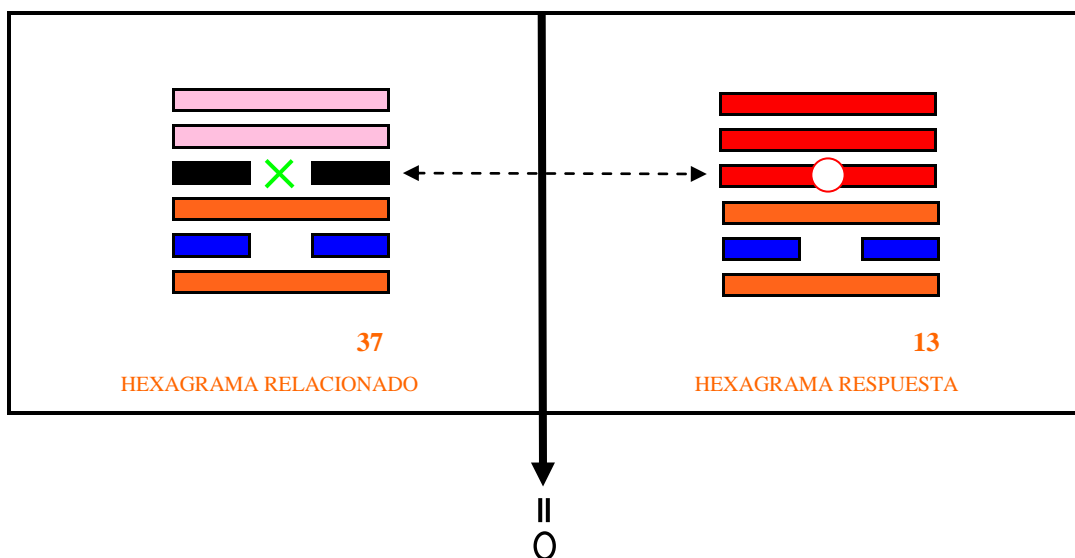 37
13
HEXAGRAMA RELACIONADO
HEXAGRAMA RESPUESTA
=
O